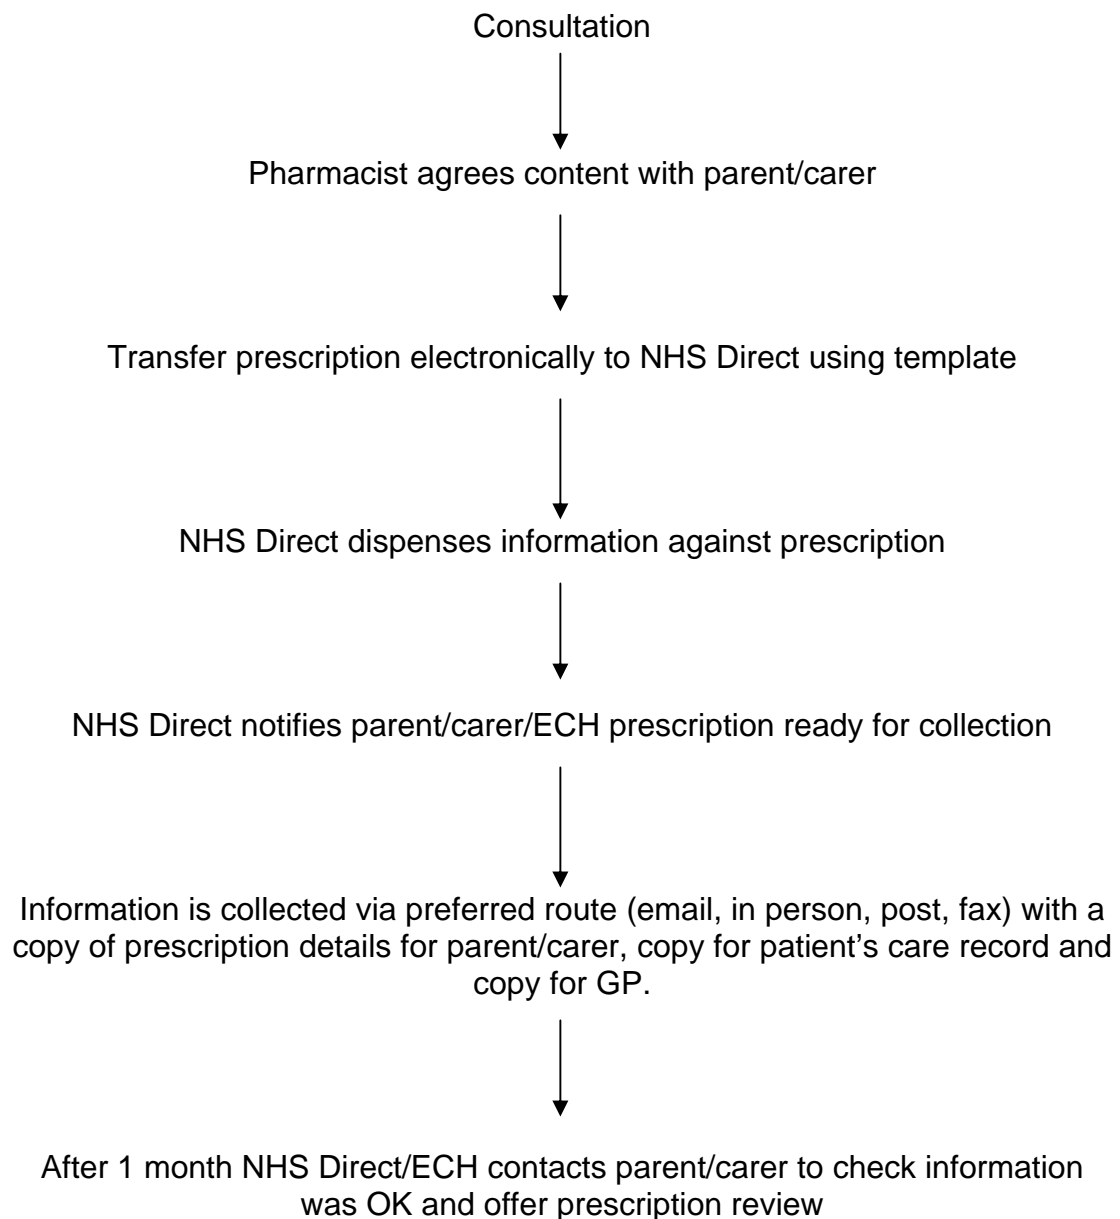 Consultation
Pharmacist agrees content with parent/carer
Transfer prescription electronically to NHS Direct using template
NHS Direct dispenses information against prescription
NHS Direct notifies parent/carer/ECH prescription ready for collection
Information is collected via preferred route (email, in person, post, fax) with a
copy of prescription details for parent/carer, copy for patient’s care record and
copy for GP.
After 1 month NHS Direct/ECH contacts parent/carer to check information
was OK and offer prescription review